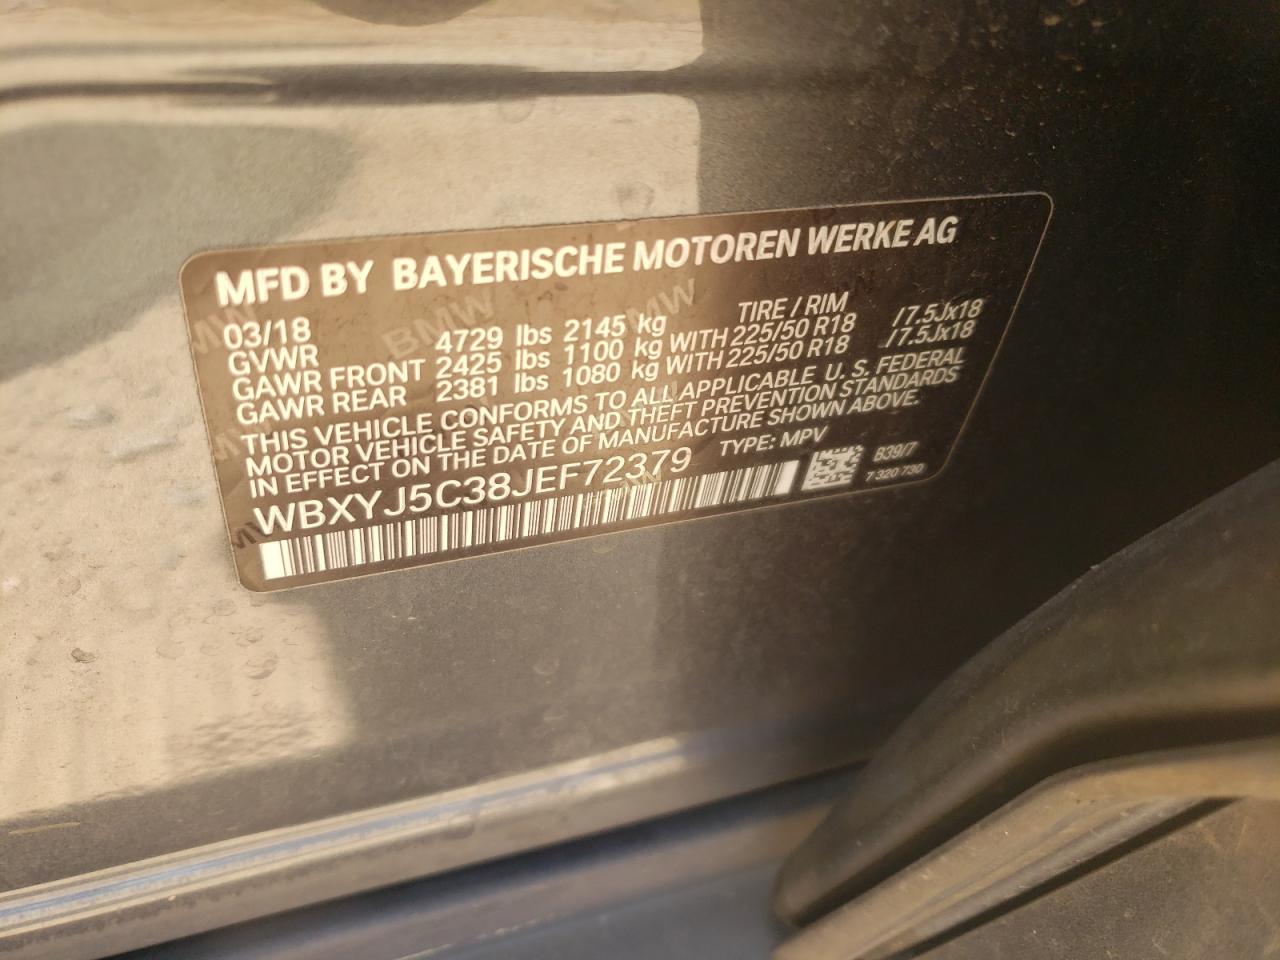 MFD BY BAYERISCHE MOTOREN WERKE AG
03/18 TIRE / RIM
GVWR 4729 lbs 2145 kg
GAWR FRONT 2425 lbs 1100 kg WITH 225/50 R18 /7.5Jx18
GAWR REAR 2381 lbs 1080 kg WITH 225/50 R18 /7.5Jx18
THIS VEHICLE CONFORMS TO ALL APPLICABLE U. S. FEDERAL
MOTOR VEHICLE SAFETY AND THEFT PREVENTION STANDARDS
IN EFFECT ON THE DATE OF MANUFACTURE SHOWN ABOVE.
WBXYJ5C38JEF72379 TYPE: MPV
B39/7
7 320 730
BMW